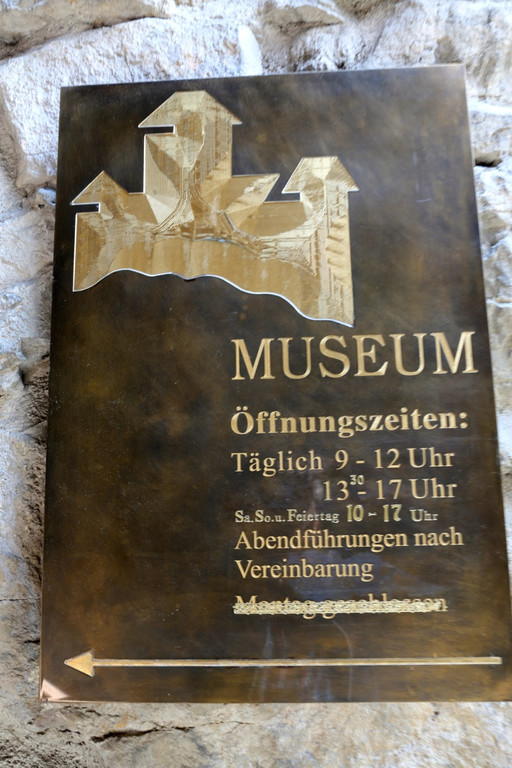 MUSEUM
Öffnungszeiten:
Täglich 9 - 12 Uhr
13³⁰- 17 Uhr
Sa. So. u. Feiertag 10 - 17 Uhr
Abendführungen nach
Vereinbarung
Montag geschlossen